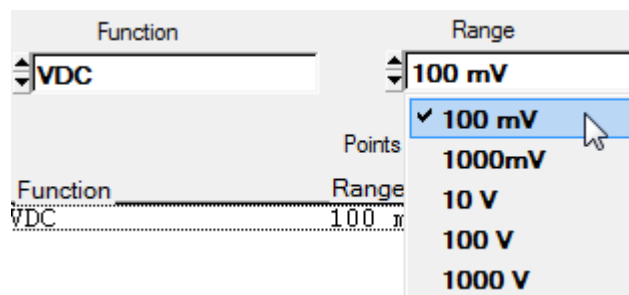 Function Range
VDC 100 mV
✓ 100 mV
Points
1000mV
Function Range
10 V
VDC 100 m
100 V
1000 V